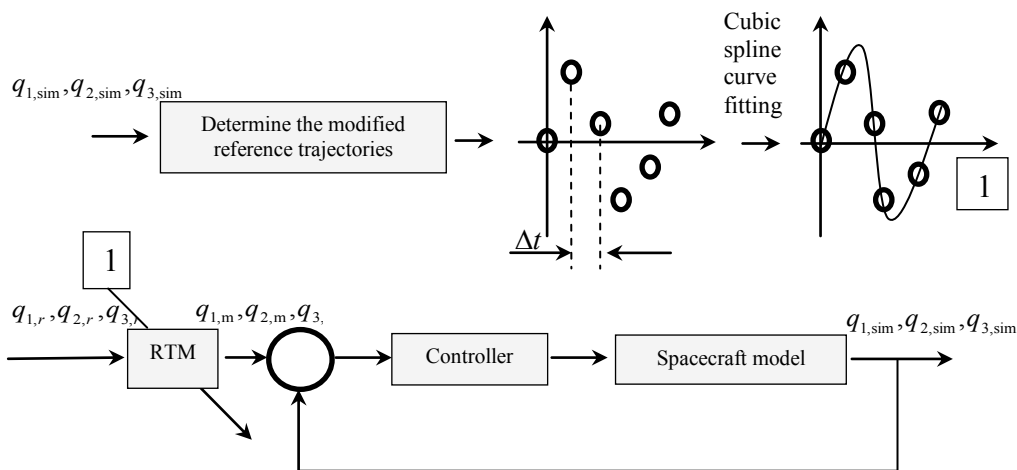 Cubic
spline
curve
fitting
q1,sim, q2,sim, q3,sim
Determine the modified
reference trajectories
1
Δt
1
q1,r, q2,r, q3,r
q1,m, q2,m, q3,
q1,sim, q2,sim, q3,sim
RTM
Controller
Spacecraft model